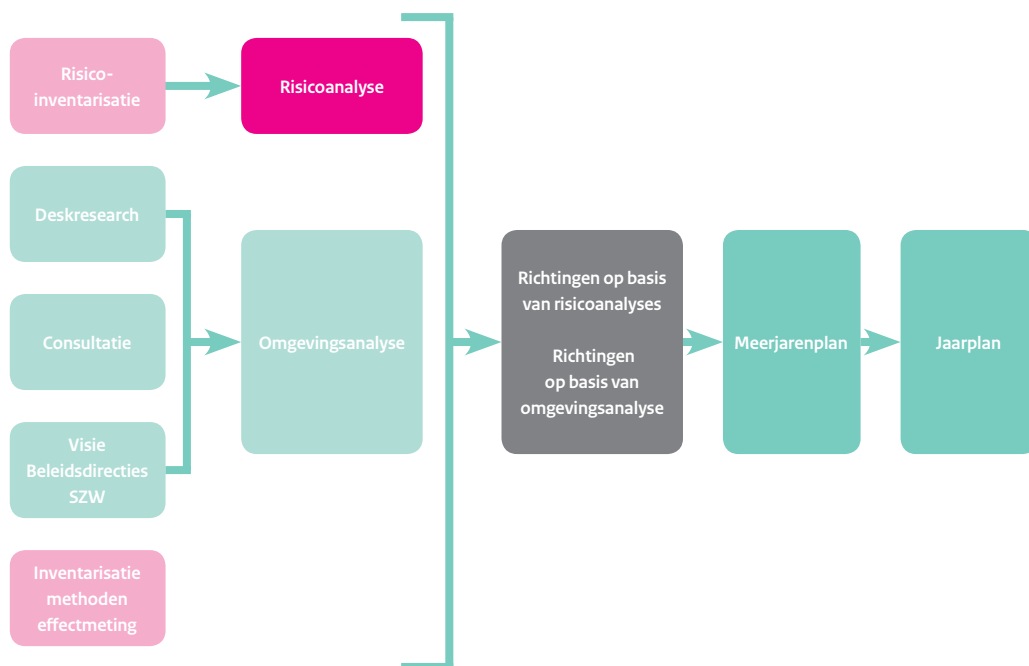 Risico-
inventarisatie
Risicoanalyse
Deskresearch
Consultatie
Visie
Beleidsdirecties
SZW
Omgevingsanalyse
Inventarisatie
methoden
effectmeting
Richtingen op basis
van risicoanalyses
Richtingen
op basis van
omgevingsanalyse
Meerjarenplan
Jaarplan